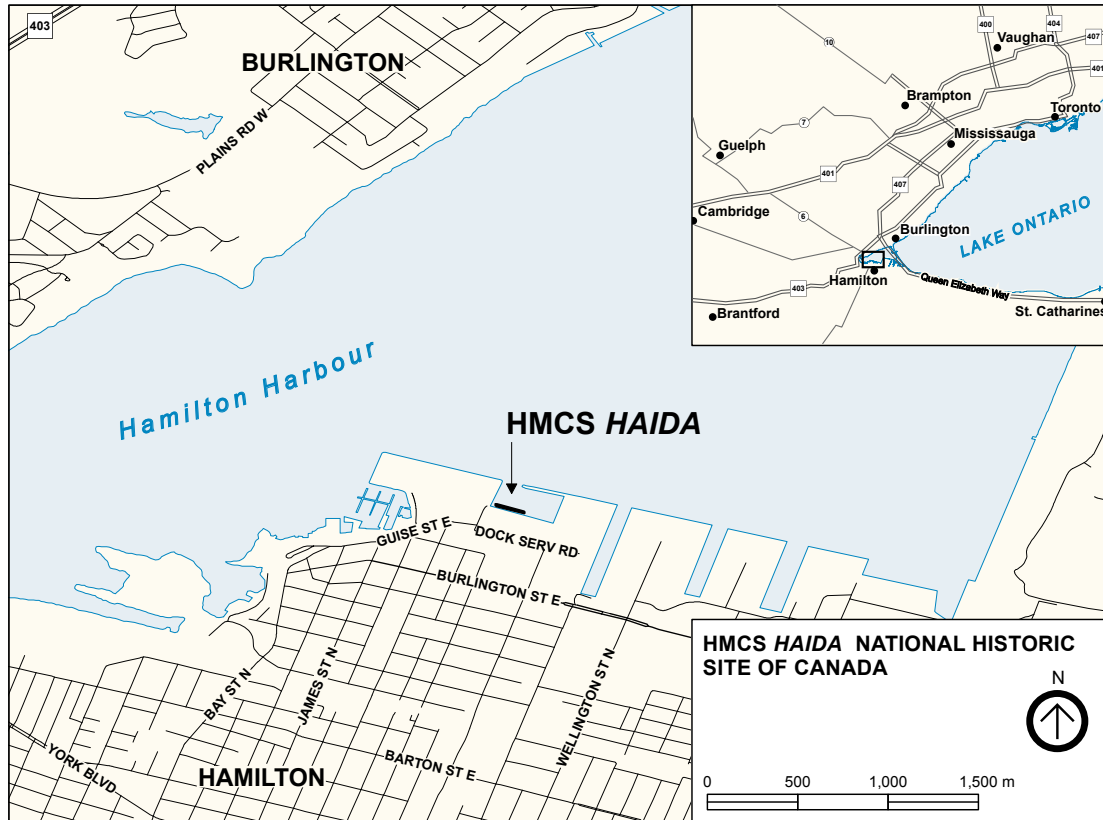 403
BURLINGTON
PLAINS RD W
400
404
407
Vaughan
10
401
Brampton
Toronto
7
Mississauga
Guelph
401
407
Cambridge
6
LAKE ONTARIO
Burlington
Hamilton
Queen Elizabeth Way
403
St. Catharines
Brantford
Hamilton Harbour
HMCS HAIDA
GUISE ST E
DOCK SERV RD
BURLINGTON ST E
BAY ST N
JAMES ST N
WELLINGTON ST N
YORK BLVD
BARTON ST E
HAMILTON
HMCS HAIDA NATIONAL HISTORIC
SITE OF CANADA
N
0 500 1,000 1,500 m